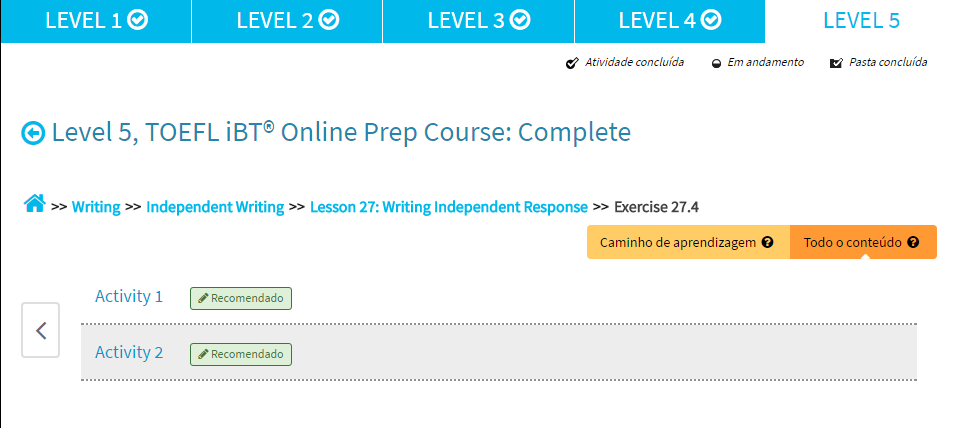 LEVEL 1 LEVEL 2 LEVEL 3 LEVEL 4 LEVEL 5
Atividade concluída Em andamento Pasta concluída
Level 5, TOEFL iBT® Online Prep Course: Complete
>> Writing >> Independent Writing >> Lesson 27: Writing Independent Response >> Exercise 27.4
Caminho de aprendizagem ? Todo o conteúdo ?
Activity 1 Recomendado
Activity 2 Recomendado